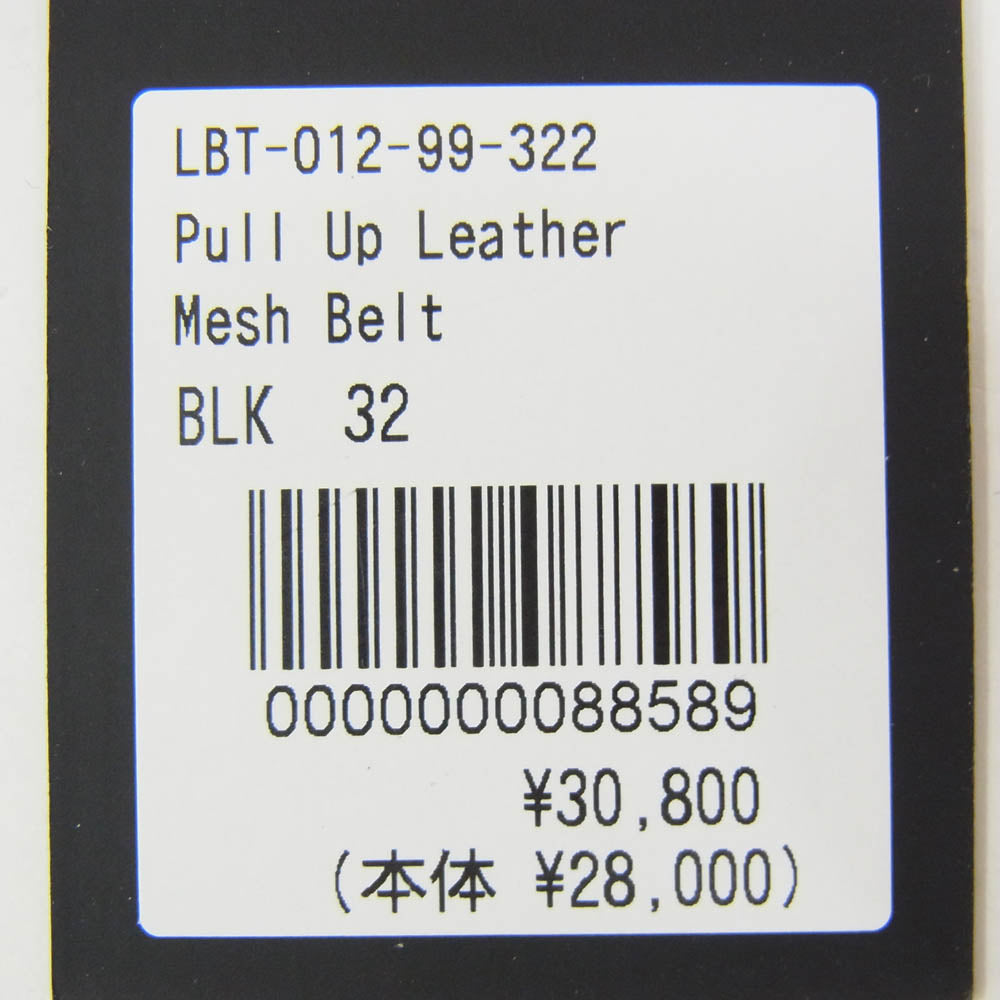 LBT-012-99-322
Pull Up Leather
Mesh Belt
BLK 32
0000000088589
¥30,800
(本体 ¥28,000)